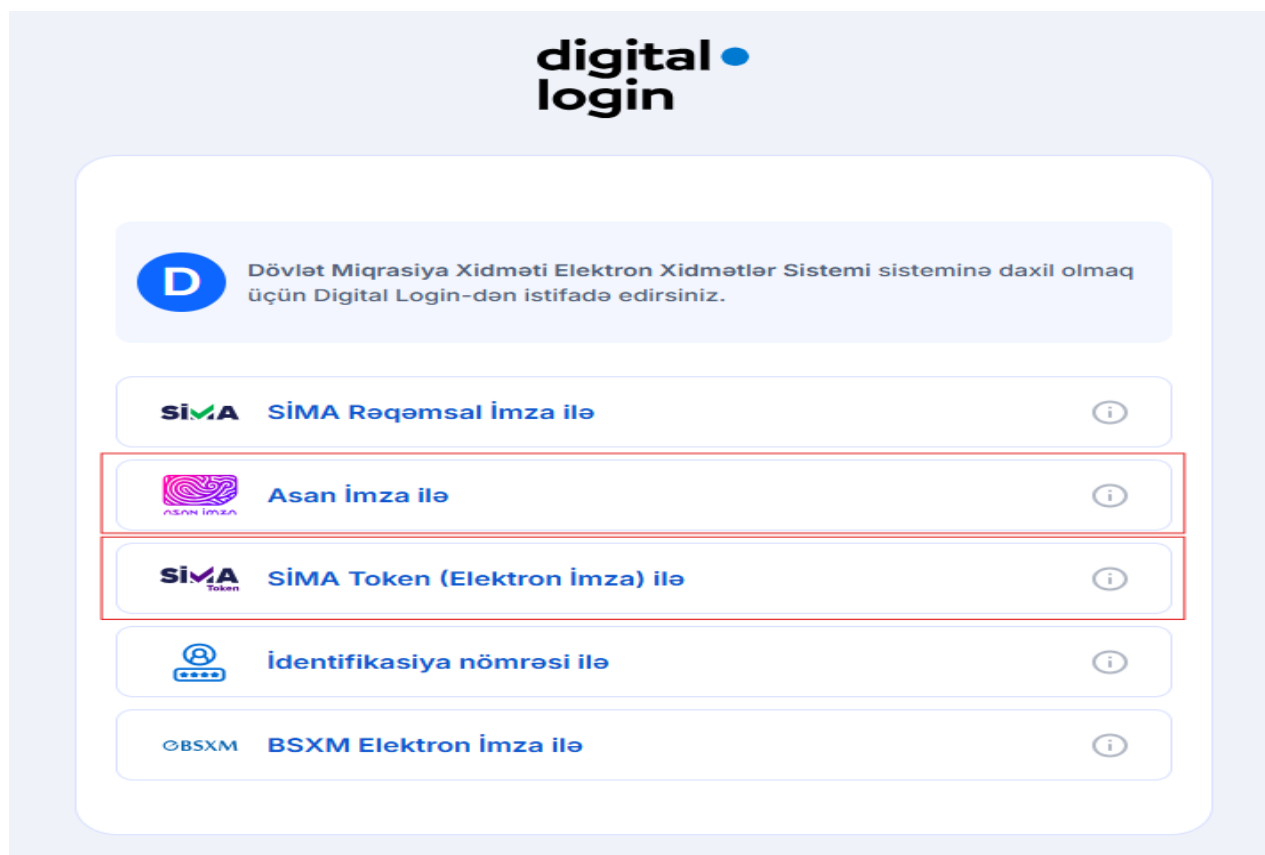 digital
login
D
Dövlət Miqrasiya Xidməti Elektron Xidmətlər Sistemi sisteminə daxil olmaq
üçün Digital Login-dən istifadə edirsiniz.
SİMA SİMA Rəqəmsal İmza ilə
ASAN İMZA Asan İmza ilə
SİMA Token SİMA Token (Elektron İmza) ilə
İdentifikasiya nömrəsi ilə
BSXM BSXM Elektron İmza ilə